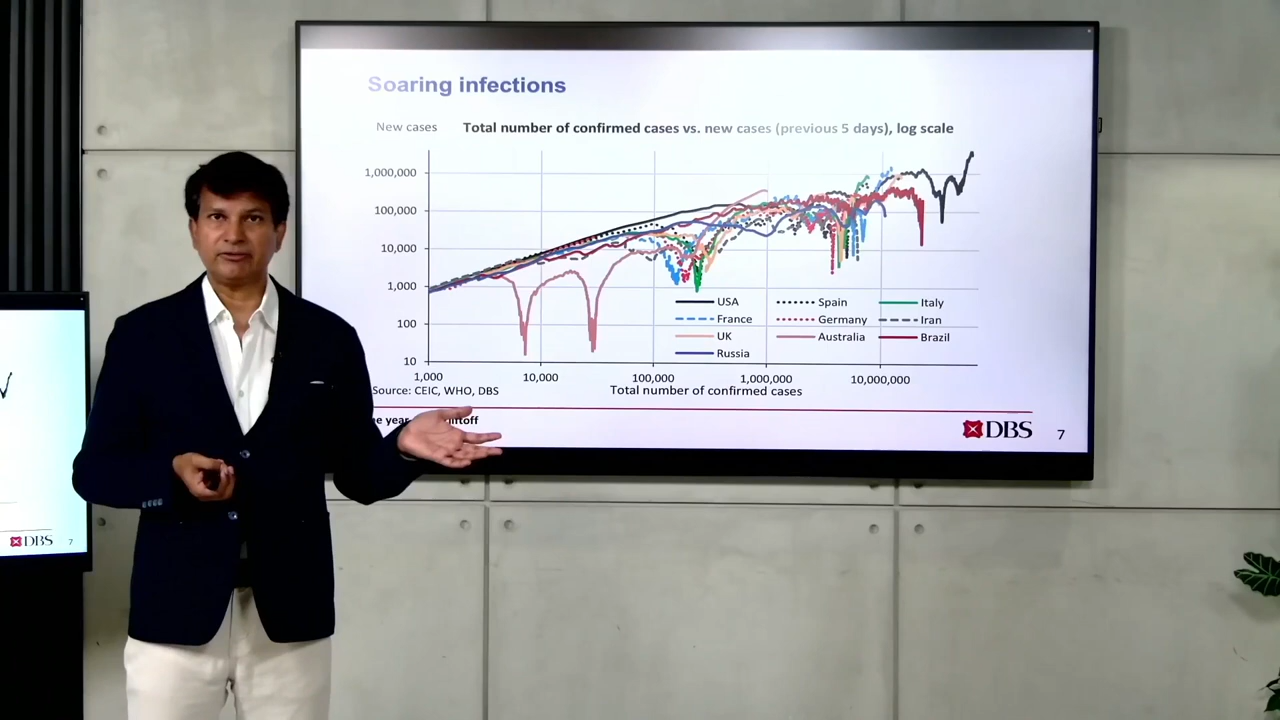 Soaring infections
New cases
Total number of confirmed cases vs. new cases (previous 5 days), log scale
1,000,000
100,000
10,000
1,000
100
10
USA
Spain
Italy
France
Germany
Iran
UK
Australia
Brazil
Russia
1,000
10,000
100,000
1,000,000
10,000,000
Source: CEIC, WHO, DBS
Total number of confirmed cases
year
DBS
7
DBS
7